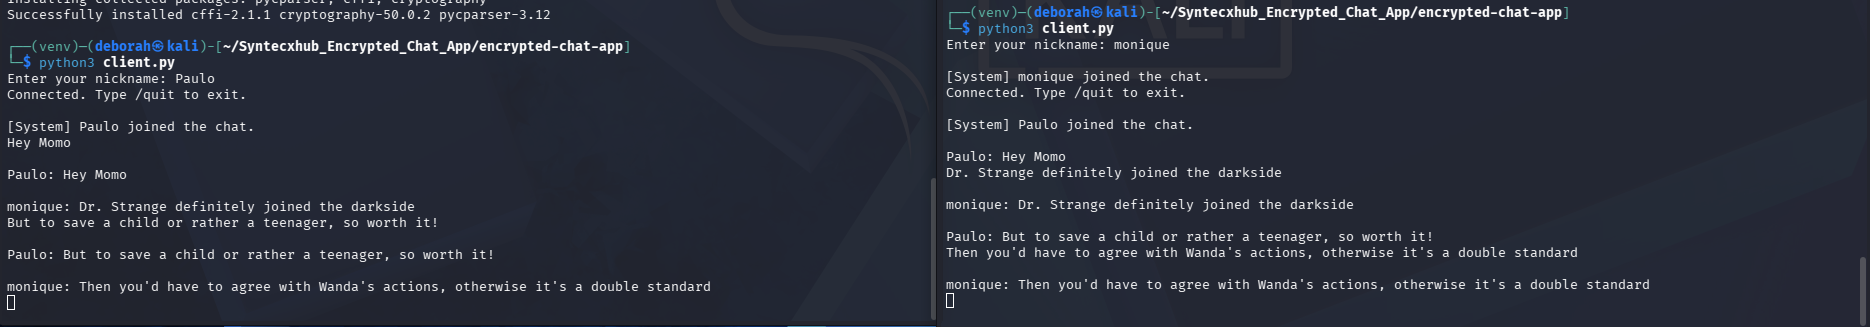 Successfully installed cffi-2.1.1 cryptography-50.0.2 pycparser-3.12
┌──(venv)─(deborah㉿kali)-[~/Syntecxhub_Encrypted_Chat_App/encrypted-chat-app]
└─$ python3 client.py
Enter your nickname: Paulo
Connected. Type /quit to exit.
[System] Paulo joined the chat.
Hey Momo
Paulo: Hey Momo
monique: Dr. Strange definitely joined the darkside
But to save a child or rather a teenager, so worth it!
Paulo: But to save a child or rather a teenager, so worth it!
monique: Then you'd have to agree with Wanda's actions, otherwise it's a double standard
┌──(venv)─(deborah㉿kali)-[~/Syntecxhub_Encrypted_Chat_App/encrypted-chat-app]
└─$ python3 client.py
Enter your nickname: monique
[System] monique joined the chat.
Connected. Type /quit to exit.
[System] Paulo joined the chat.
Paulo: Hey Momo
Dr. Strange definitely joined the darkside
monique: Dr. Strange definitely joined the darkside
Paulo: But to save a child or rather a teenager, so worth it!
Then you'd have to agree with Wanda's actions, otherwise it's a double standard
monique: Then you'd have to agree with Wanda's actions, otherwise it's a double standard